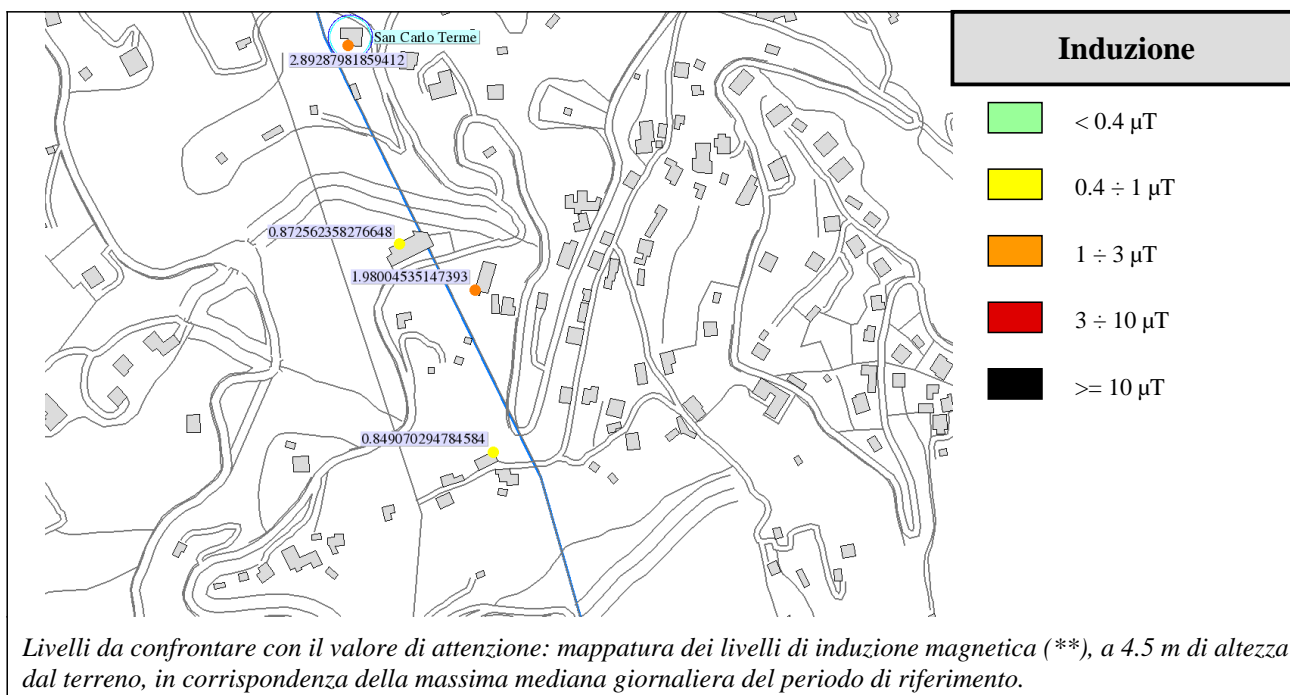 San Carlo Terme
2.89287981859412
0.872562358276648
1.98004535147393
0.849070294784584
Induzione
< 0.4 µT
0.4 ÷ 1 µT
1 ÷ 3 µT
3 ÷ 10 µT
>= 10 µT
Livelli da confrontare con il valore di attenzione: mappatura dei livelli di induzione magnetica (**), a 4.5 m di altezza
dal terreno, in corrispondenza della massima mediana giornaliera del periodo di riferimento.